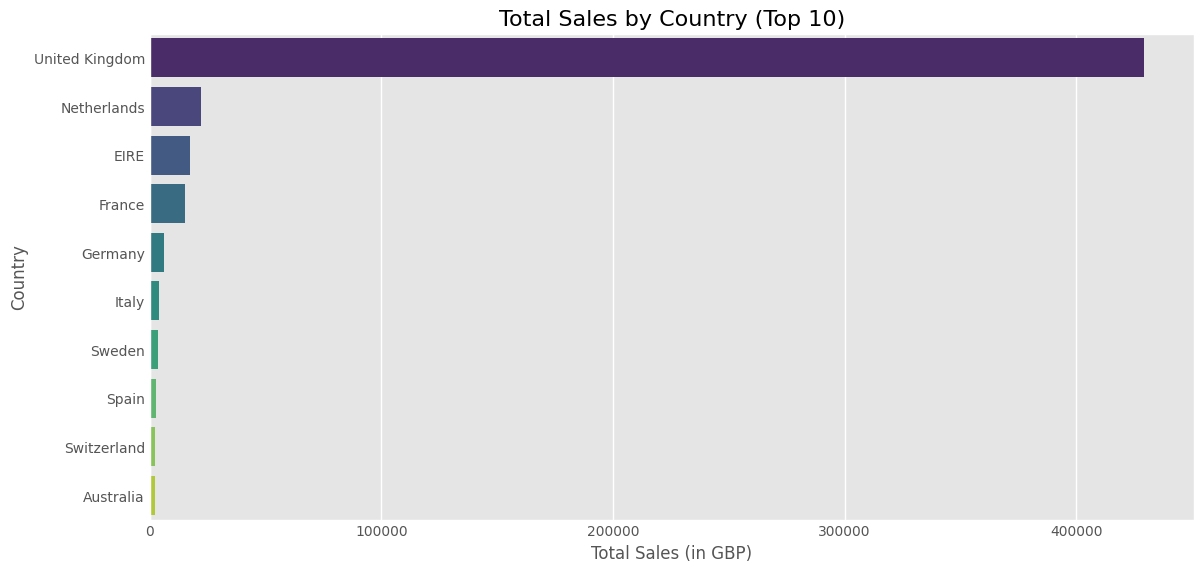 Total Sales by Country (Top 10)
Country
United Kingdom
Netherlands
EIRE
France
Germany
Italy
Sweden
Spain
Switzerland
Australia
0 100000 200000 300000 400000
Total Sales (in GBP)